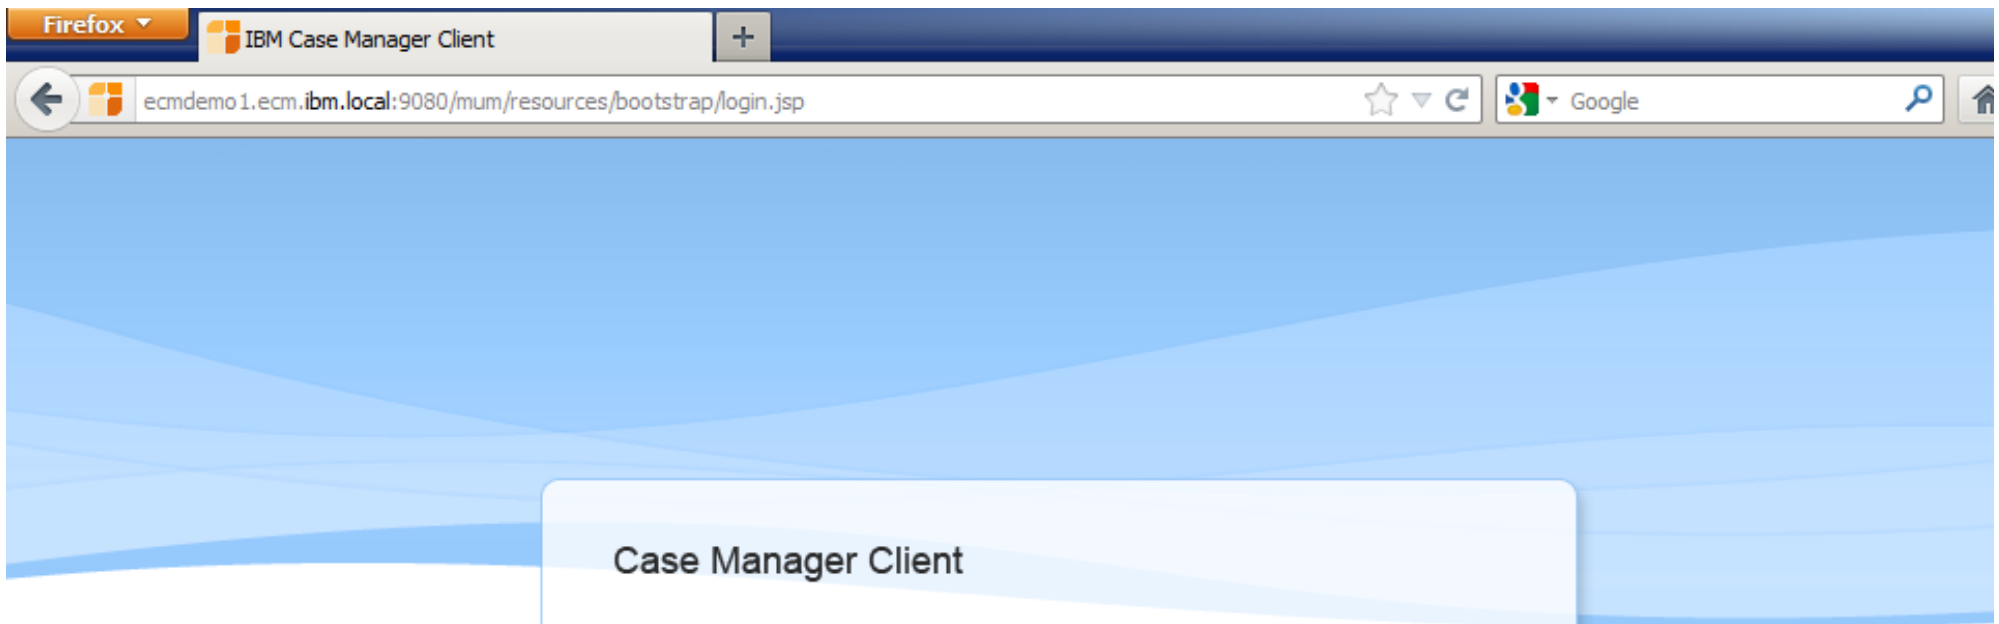 Firefox
IBM Case Manager Client
ecmdemo1.ecm.ibm.local:9080/mum/resources/bootstrap/login.jsp
Google
Case Manager Client